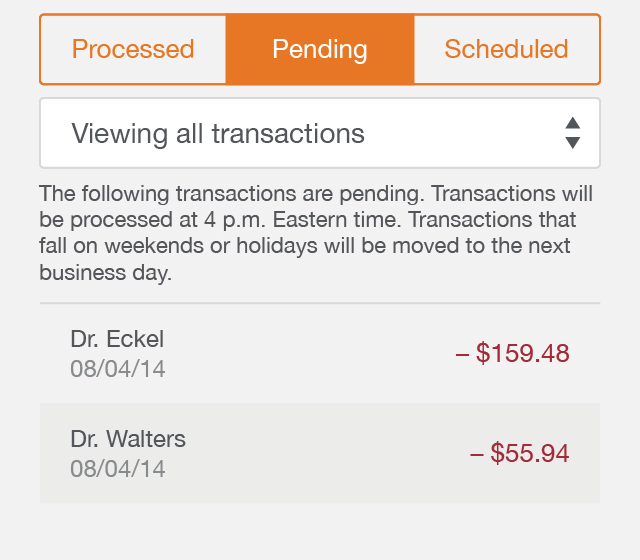 Processed Pending Scheduled
Viewing all transactions
The following transactions are pending. Transactions will
be processed at 4 p.m. Eastern time. Transactions that
fall on weekends or holidays will be moved to the next
business day.
Dr. Eckel
08/04/14
– $159.48
Dr. Walters
08/04/14
– $55.94